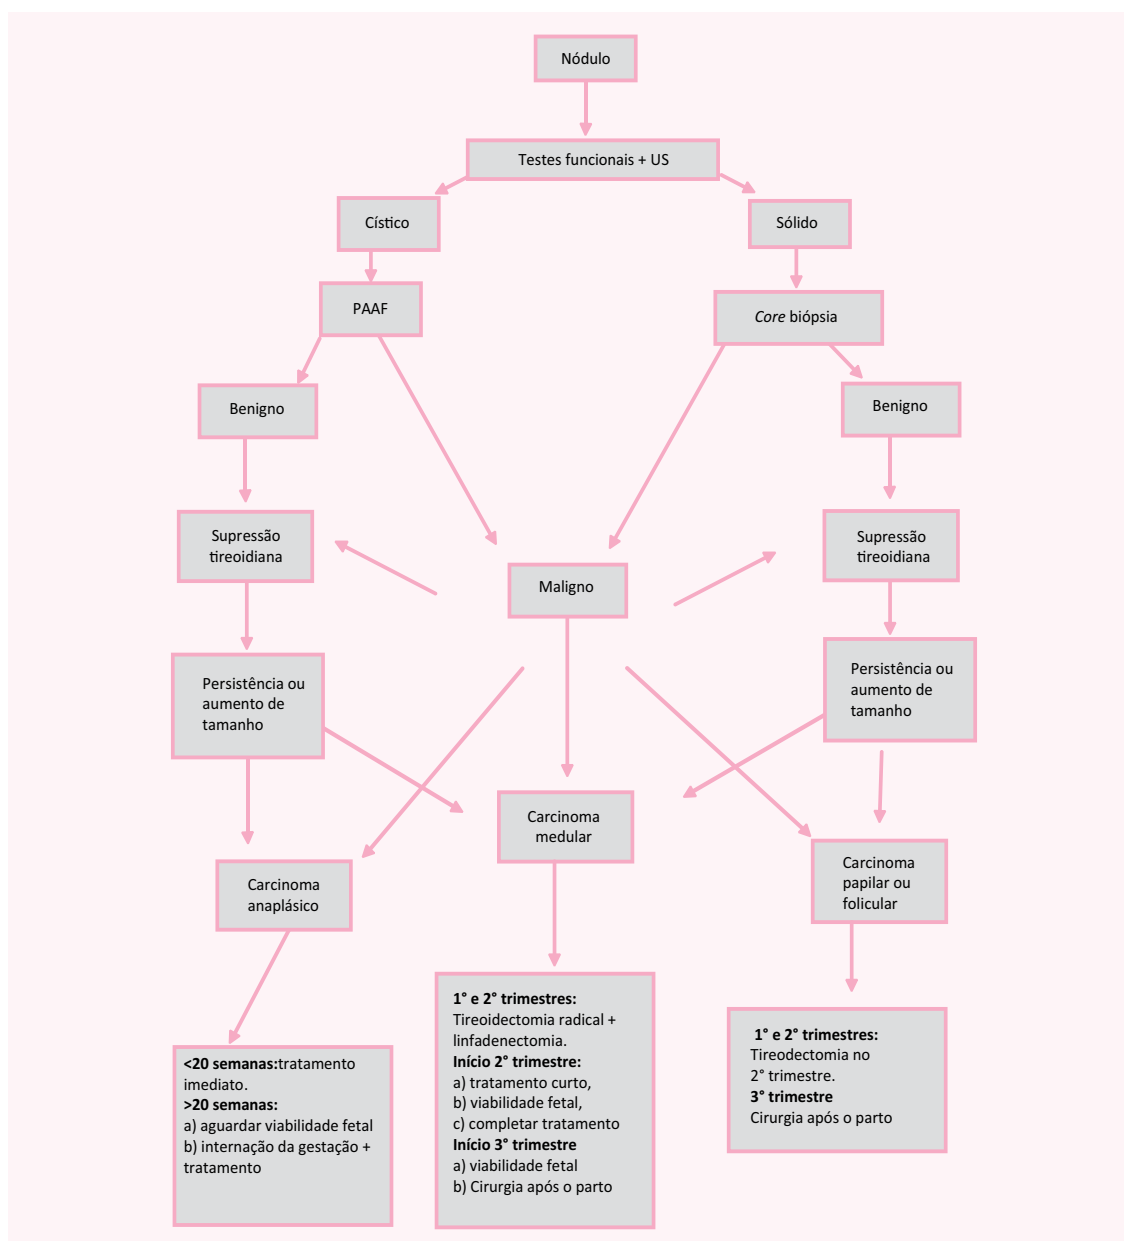 Nódulo
Testes funcionais + US
Cístico
Sólido
PAAF
Core biópsia
Benigno
Benigno
Supressão
tireoidiana
Supressão
tireoidiana
Maligno
Persistência ou
aumento de
tamanho
Persistência ou
aumento de
tamanho
Carcinoma
medular
Carcinoma
anaplásico
Carcinoma
papilar ou
folicular
<20 semanas:tratamento
imediato.
>20 semanas:
a) aguardar viabilidade fetal
b) internação da gestação +
tratamento
1° e 2° trimestres:
Tireoidectomia radical +
linfadenectomia.
Início 2° trimestre:
a) tratamento curto,
b) viabilidade fetal,
c) completar tratamento
Início 3° trimestre
a) viabilidade fetal
b) Cirurgia após o parto
1° e 2° trimestres:
Tireodectomia no
2° trimestre.
3° trimestre
Cirurgia após o parto